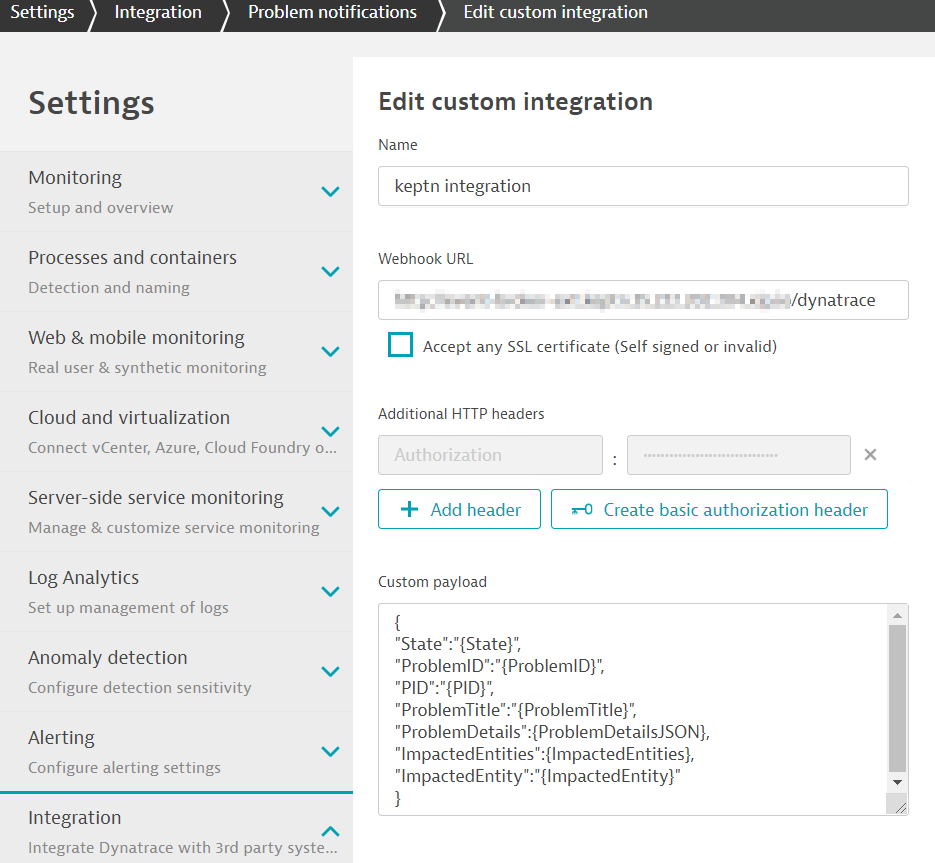 Settings
Integration
Problem notifications
Edit custom integration
Settings
Monitoring
Setup and overview
Processes and containers
Detection and naming
Web & mobile monitoring
Real user & synthetic monitoring
Cloud and virtualization
Connect vCenter, Azure, Cloud Foundry o...
Server-side service monitoring
Manage & customize service monitoring
Log Analytics
Set up management of logs
Anomaly detection
Configure detection sensitivity
Alerting
Configure alerting settings
Integration
Integrate Dynatrace with 3rd party syste...
Edit custom integration
Name
keptn integration
Webhook URL
/dynatrace
Accept any SSL certificate (Self signed or invalid)
Additional HTTP headers
Authorization
:
Add header
Create basic authorization header
Custom payload
{
"State":"{State}",
"ProblemID":"{ProblemID}",
"PID":"{PID}",
"ProblemTitle":"{ProblemTitle}",
"ProblemDetails":{ProblemDetailsJSON},
"ImpactedEntities":{ImpactedEntities},
"ImpactedEntity":"{ImpactedEntity}"
}